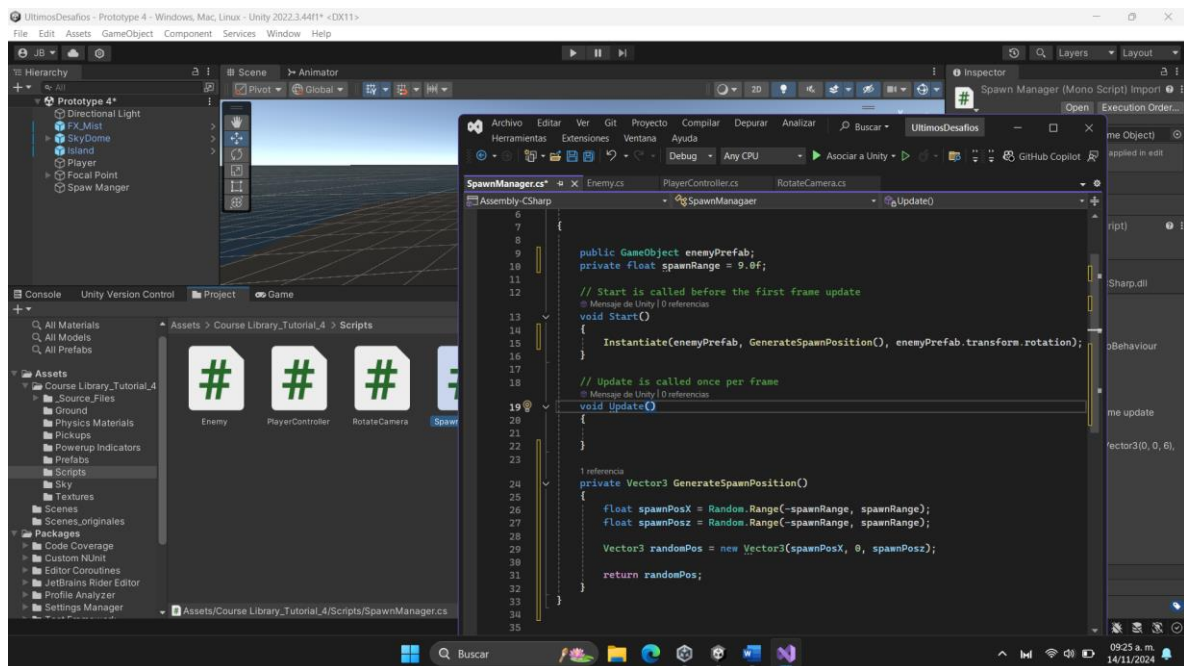 UltimosDesafios - Prototype 4 - Windows, Mac, Linux - Unity 2022.3.44f1* <DX11>
File Edit Assets GameObject Component Services Window Help
JB
Layers Layout
Hierarchy
Scene Animator
Inspector
All
Pivot Global
2D
Spawn Manager (Mono Script) Import
Open Execution Order...
Prototype 4*
Directional Light
FX_Mist
SkyDome
Island
Player
Focal Point
Spaw Manger
Archivo Editar Ver Git Proyecto Compilar Depurar Analizar Buscar UltimosDesafios
Herramientas Extensiones Ventana Ayuda
Debug Any CPU Asociar a Unity GitHub Copilot
SpawnManager.cs* Enemy.cs PlayerController.cs RotateCamera.cs
Assembly-CSharp SpawnManagaer Update()
me Object)
applied in edit
ript)
Sharp.dll
oBehaviour
me update
Vector3(0, 0, 6),
6
7 {
8
9 public GameObject enemyPrefab;
10 private float spawnRange = 9.0f;
11
12 // Start is called before the first frame update
Mensaje de Unity | 0 referencias
13 void Start()
14 {
15 Instantiate(enemyPrefab, GenerateSpawnPosition(), enemyPrefab.transform.rotation);
16 }
17
18 // Update is called once per frame
Mensaje de Unity | 0 referencias
19 void Update()
20 {
21
22 }
23
1 referencia
24 private Vector3 GenerateSpawnPosition()
25 {
26 float spawnPosX = Random.Range(-spawnRange, spawnRange);
27 float spawnPosz = Random.Range(-spawnRange, spawnRange);
28
29 Vector3 randomPos = new Vector3(spawnPosX, 0, spawnPosz);
30
31 return randomPos;
32 }
33 }
34
35
Console Unity Version Control Project Game
All Materials
All Models
All Prefabs
Assets
Course Library_Tutorial_4
_Source_Files
Ground
Physics Materials
Pickups
Powerup Indicators
Prefabs
Scripts
Sky
Textures
Scenes
Scenes_originales
Packages
Code Coverage
Custom NUnit
Editor Coroutines
JetBrains Rider Editor
Profile Analyzer
Settings Manager
Assets > Course Library_Tutorial_4 > Scripts
Enemy PlayerController RotateCamera Spawn
Assets/Course Library_Tutorial_4/Scripts/SpawnManager.cs
Buscar
09:25 a. m.
14/11/2024